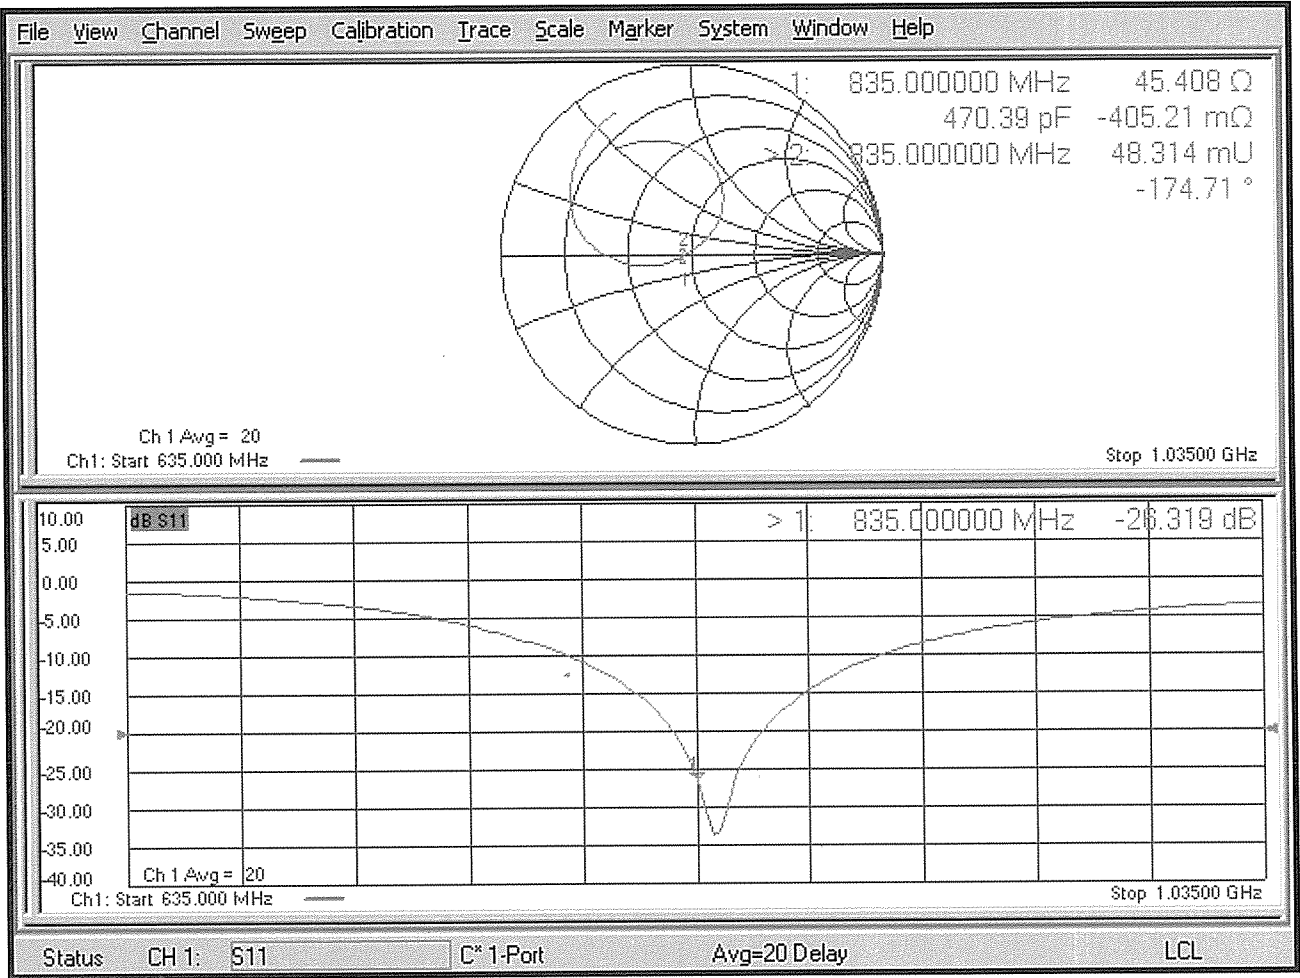 File View Channel Sweep Calibration Trace Scale Marker System Window Help
1: 835.000000 MHz 45.408 Ω
470.39 pF -405.21 mΩ
> 2: 835.000000 MHz 48.314 mU
-174.71 °
2
1
Ch 1 Avg = 20
Ch1: Start 635.000 MHz
Stop 1.03500 GHz
10.00
dB S11
> 1: 835.000000 MHz -26.319 dB
5.00
0.00
-5.00
-10.00
-15.00
-20.00
-25.00
-30.00
-35.00
-40.00
Ch 1 Avg = 20
Ch1: Start 635.000 MHz
Stop 1.03500 GHz
Status CH 1: S11 C* 1-Port Avg=20 Delay LCL